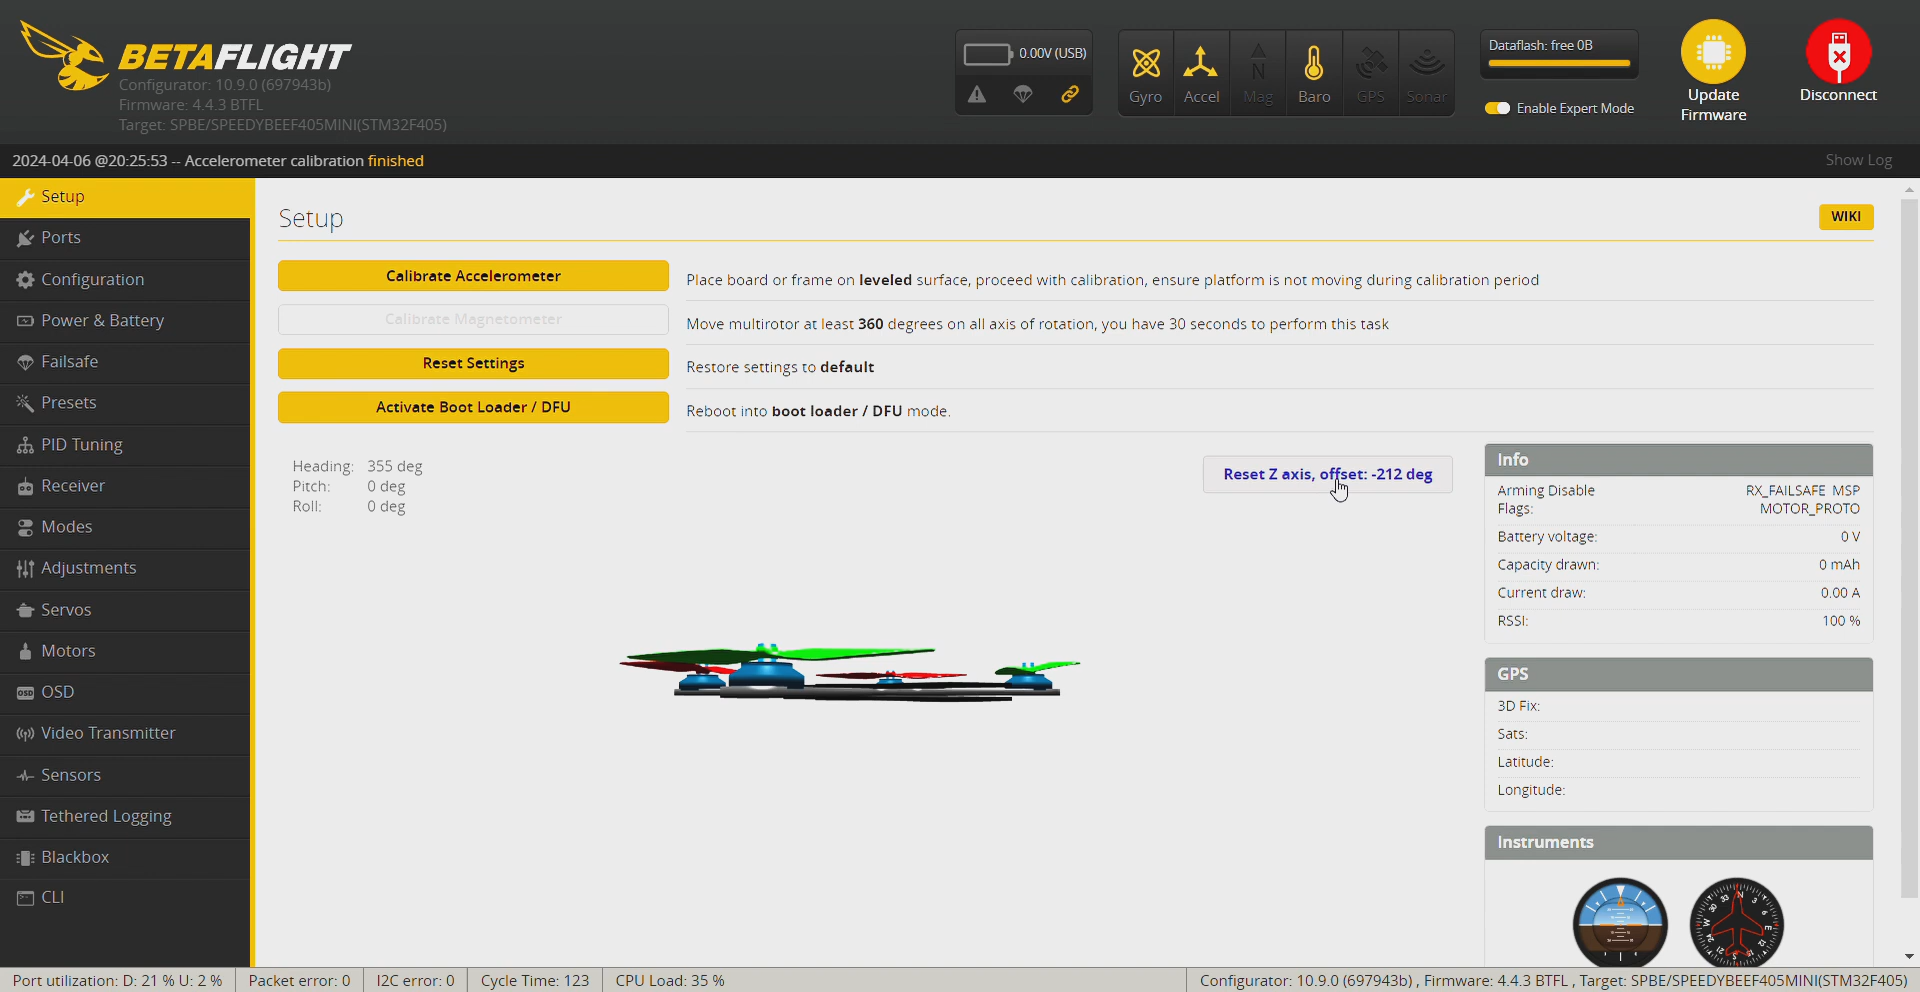 BETAFLIGHT
Configurator: 10.9.0 (697943b)
Firmware: 4.4.3 BTFL
Target: SPBE/SPEEDYBEEF405MINI(STM32F405)
0.00V (USB)
Gyro
Accel
N
Mag
Baro
GPS
Sonar
Dataflash: free 0B
Enable Expert Mode
Update
Firmware
Disconnect
2024-04-06 @20:25:53 -- Accelerometer calibration finished
Show Log
Setup
Ports
Configuration
Power & Battery
Failsafe
Presets
PID Tuning
Receiver
Modes
Adjustments
Servos
Motors
OSD
Video Transmitter
Sensors
Tethered Logging
Blackbox
CLI
Setup
WIKI
Calibrate Accelerometer
Place board or frame on leveled surface, proceed with calibration, ensure platform is not moving during calibration period
Calibrate Magnetometer
Move multirotor at least 360 degrees on all axis of rotation, you have 30 seconds to perform this task
Reset Settings
Restore settings to default
Activate Boot Loader / DFU
Reboot into boot loader / DFU mode.
Heading: 355 deg
Pitch: 0 deg
Roll: 0 deg
Reset Z axis, offset: -212 deg
Info
Arming Disable Flags: RX_FAILSAFE MSP MOTOR_PROTO
Battery voltage: 0 V
Capacity drawn: 0 mAh
Current draw: 0.00 A
RSSI: 100 %
GPS
3D Fix:
Sats:
Latitude:
Longitude:
Instruments
Port utilization: D: 21 % U: 2 %
Packet error: 0
I2C error: 0
Cycle Time: 123
CPU Load: 35 %
Configurator: 10.9.0 (697943b) , Firmware: 4.4.3 BTFL , Target: SPBE/SPEEDYBEEF405MINI(STM32F405)